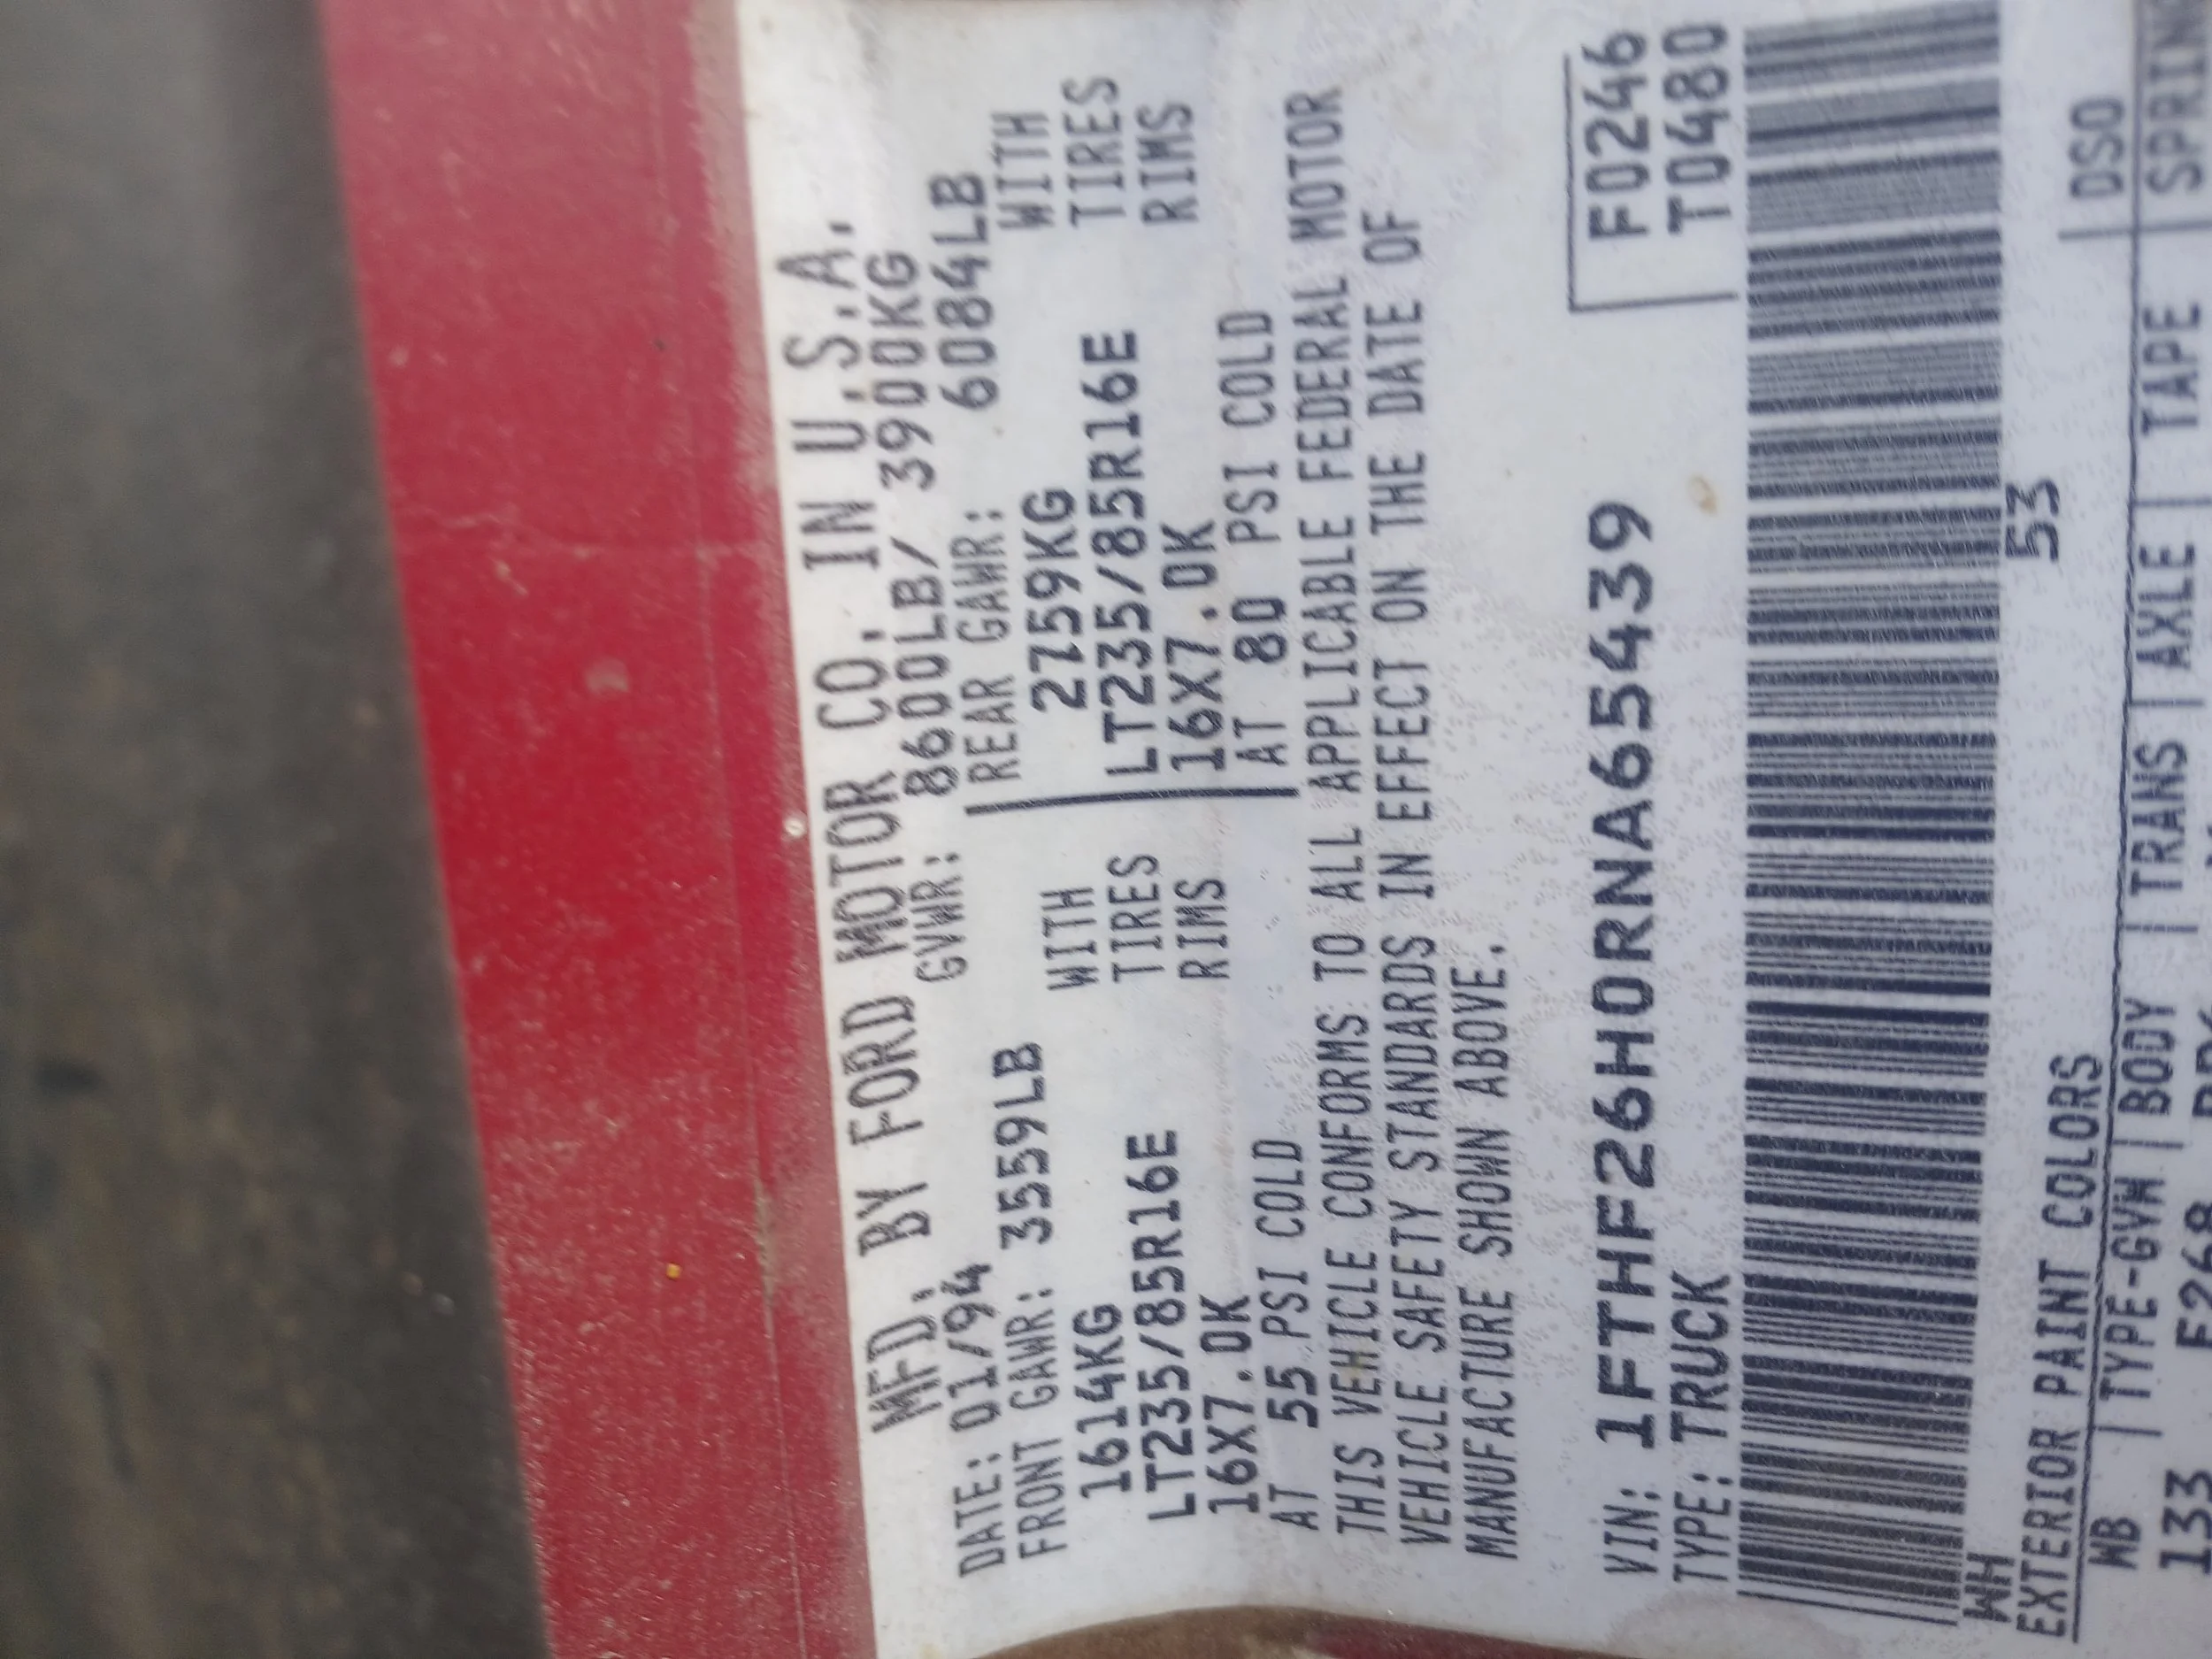 MFD. BY FORD MOTOR CO. IN U.S.A.
DATE: 01/94 GVWR: 8600LB/ 3900KG
FRONT GAWR: 3559LB REAR GAWR: 6084LB
1614KG WITH 2759KG WITH
LT235/85R16E TIRES LT235/85R16E TIRES
16X7.0K RIMS 16X7.0K RIMS
AT 55 PSI COLD AT 80 PSI COLD
THIS VEHICLE CONFORMS TO ALL APPLICABLE FEDERAL MOTOR
VEHICLE SAFETY STANDARDS IN EFFECT ON THE DATE OF
MANUFACTURE SHOWN ABOVE.
VIN: 1FTHF26H0RNA65439 F0246
TYPE: TRUCK T0480
WH 53
EXTERIOR PAINT COLORS DSO
WB TYPE-GVW BODY TRANS AXLE TAPE SPRING
133 F268